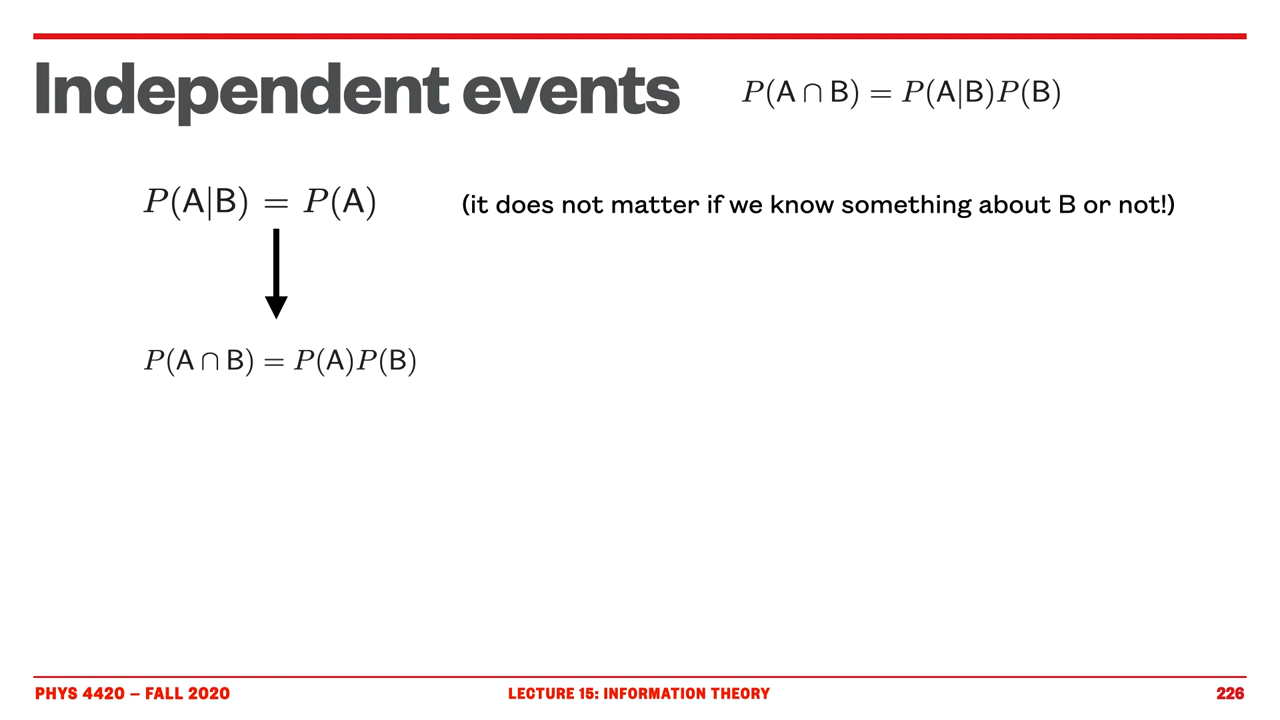 Independent events
P(A ∩ B) = P(A|B)P(B)
P(A|B) = P(A)
(it does not matter if we know something about B or not!)
P(A ∩ B) = P(A)P(B)
PHYS 4420 – FALL 2020
LECTURE 15: INFORMATION THEORY
226